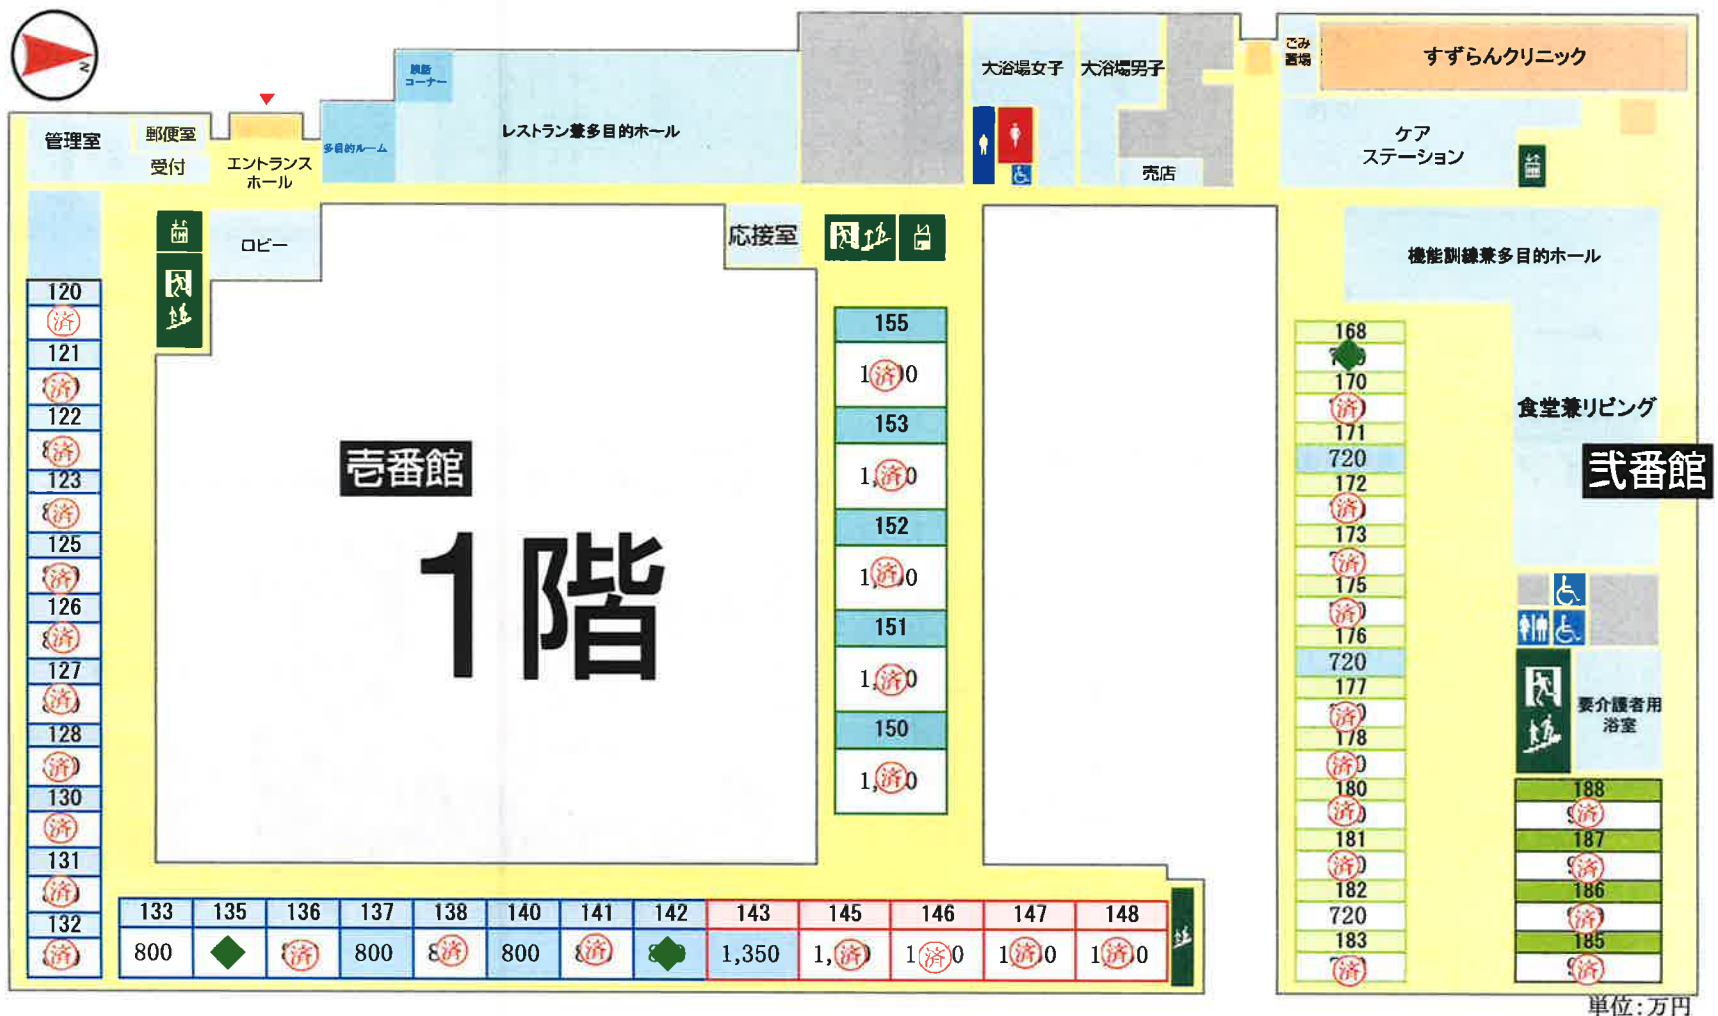 N
管理室
郵便室
受付
エントランス
ホール
多目的ルーム
コーナー
レストラン兼多目的ホール
大浴場女子
大浴場男子
売店
ごみ
置場
すずらんクリニック
ケア
ステーション
ロビー
応接室
機能訓練兼多目的ホール
食堂兼リビング
壱番館
1階
弐番館
要介護者用
浴室
120
済
121
済
122
済
123
済
125
済
126
済
127
済
128
済
130
済
131
済
132
済
133
800
135
136
済
137
800
138
済
140
800
141
済
142
143
1,350
145
済
146
済
147
済
148
済
155
済
153
済
152
済
151
済
150
済
168
170
済
171
720
172
済
173
済
175
済
176
720
177
済
178
済
180
済
181
済
182
720
183
済
188
済
187
済
186
済
185
済
単位:万円